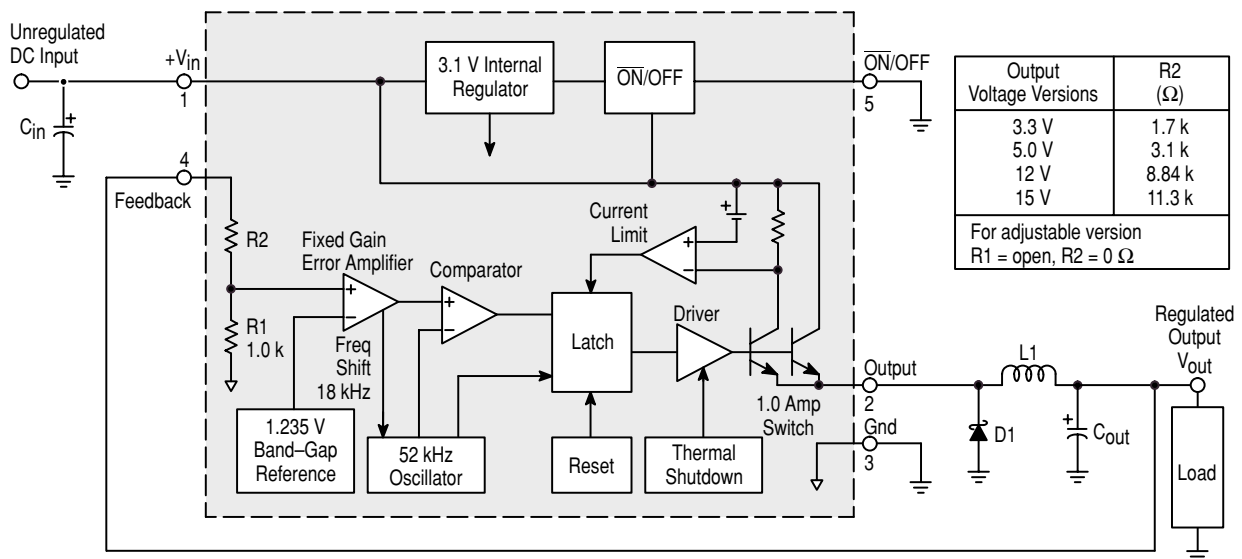 Unregulated
DC Input
+Vin
1
Cin
+
4
Feedback
3.1 V Internal
Regulator
ON/OFF
ON/OFF
5
R2
R1
1.0 k
Fixed Gain
Error Amplifier
+
−
Freq
Shift
18 kHz
Comparator
+
−
Current
Limit
+
−
+
Latch
Driver
1.0 Amp
Switch
1.235 V
Band–Gap
Reference
52 kHz
Oscillator
Reset
Thermal
Shutdown
Output
2
Gnd
3
D1
L1
+
Cout
Regulated
Output
Vout
Load
Output
Voltage Versions
R2
(Ω)
3.3 V
1.7 k
5.0 V
3.1 k
12 V
8.84 k
15 V
11.3 k
For adjustable version
R1 = open, R2 = 0 Ω